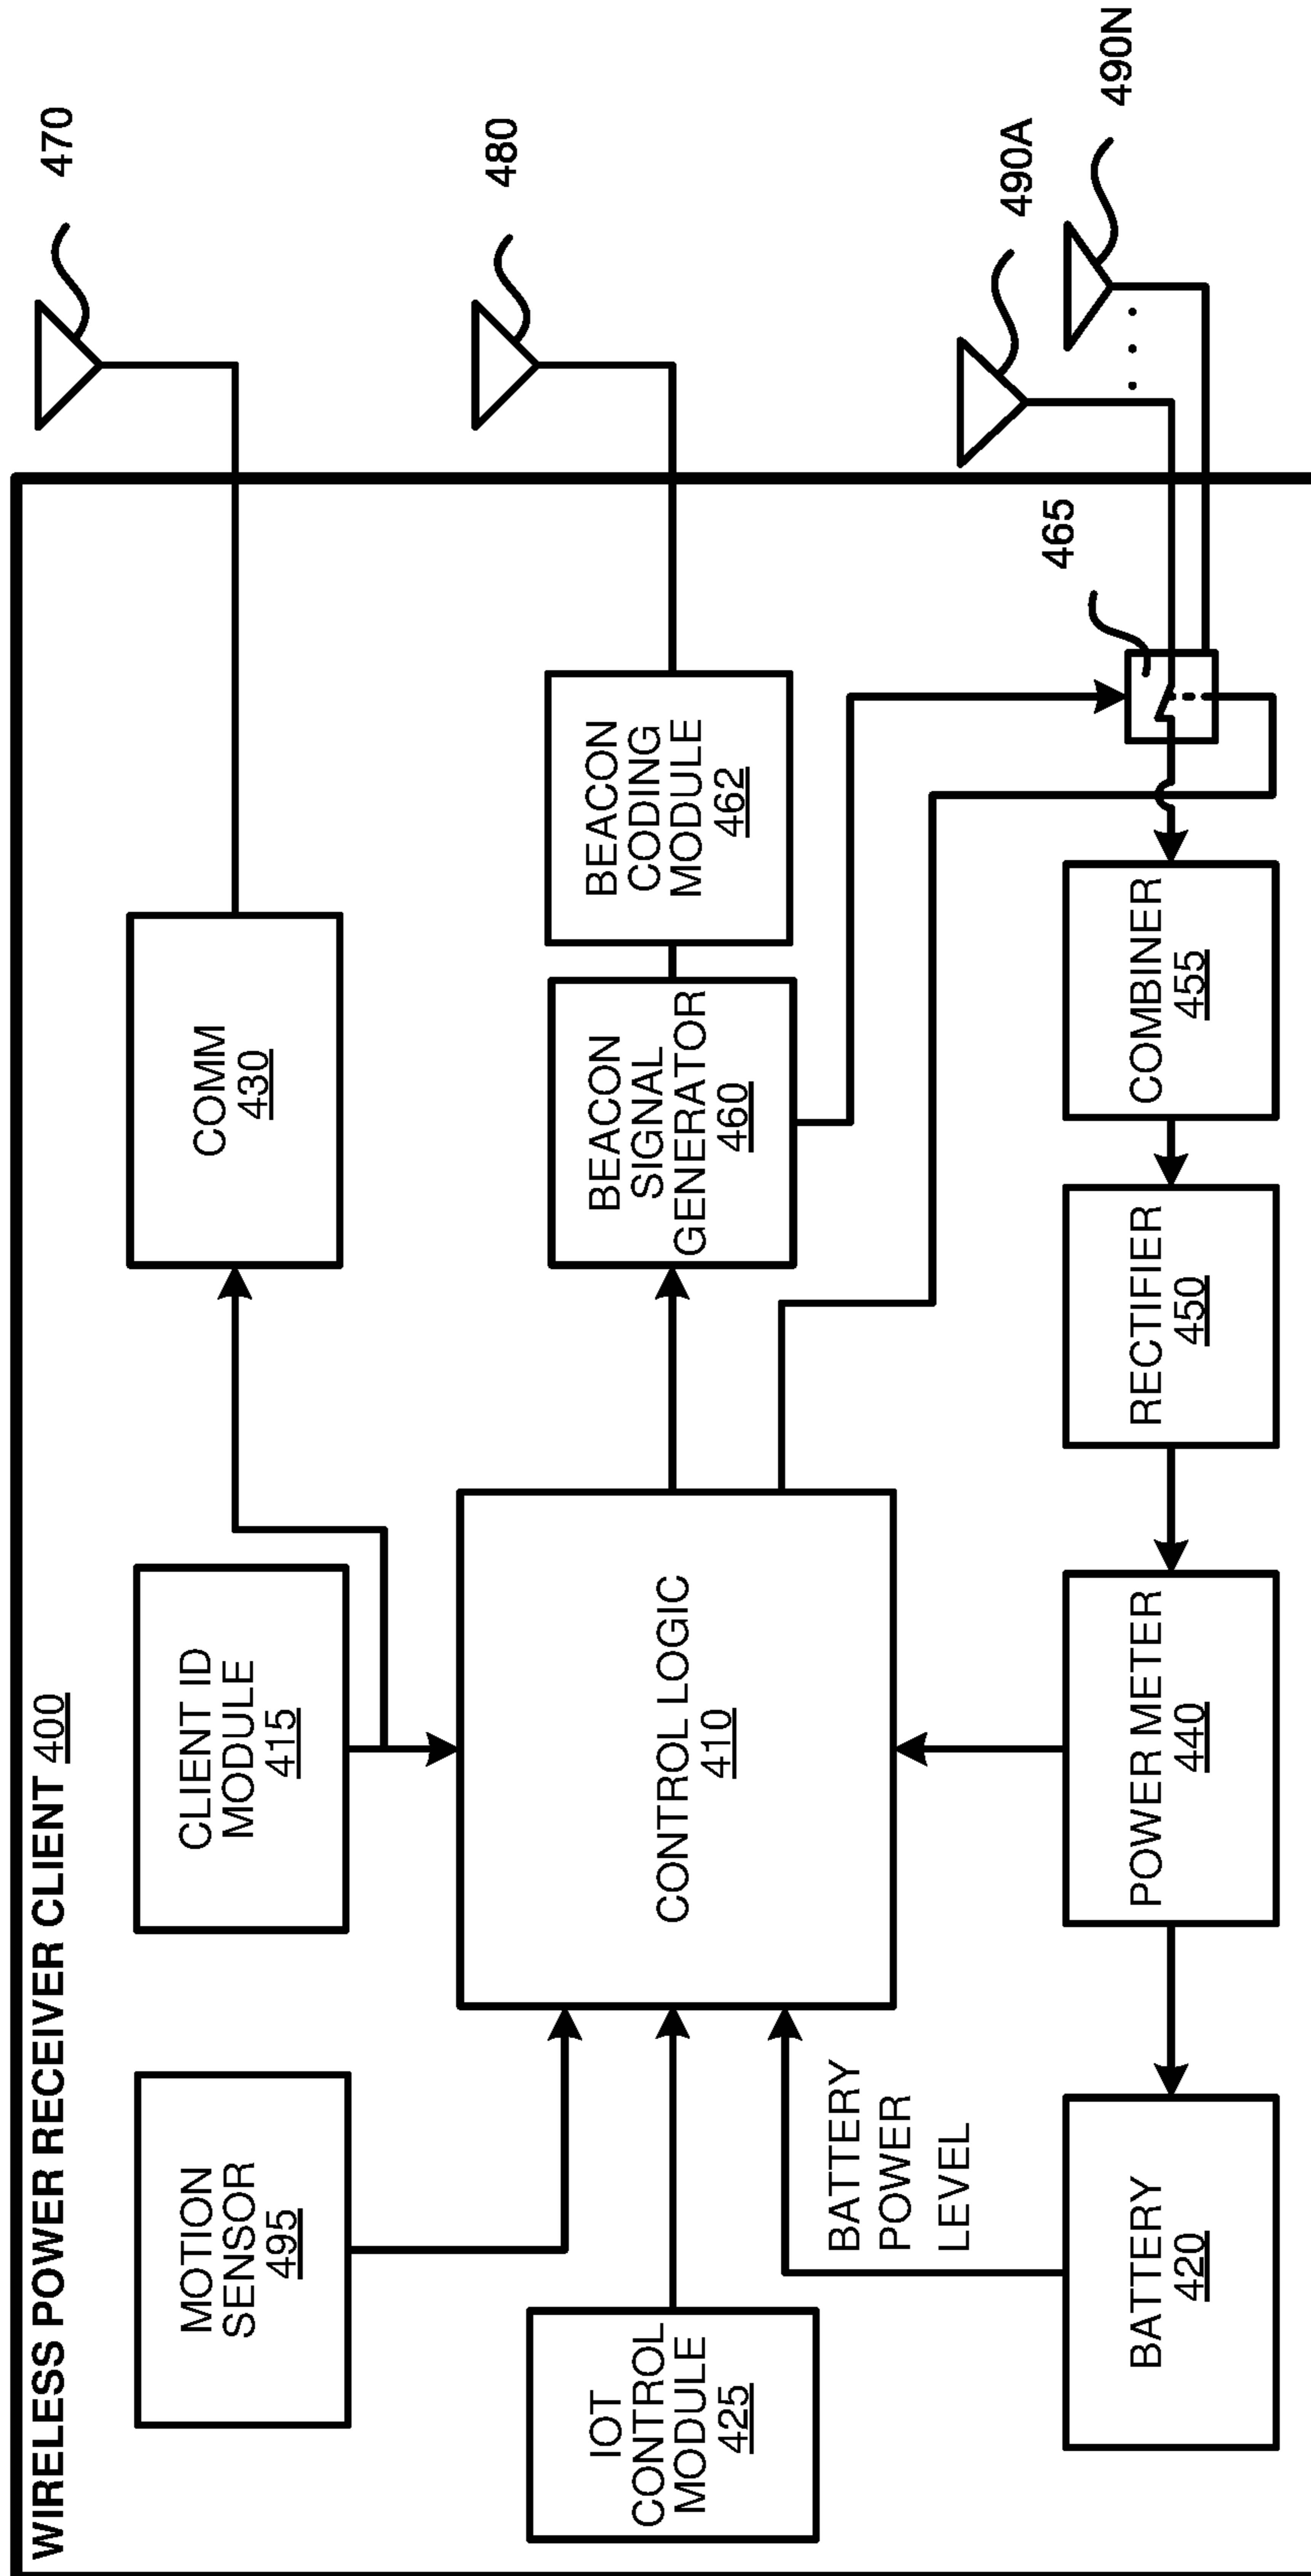 WIRELESS POWER RECEIVER CLIENT 400
MOTION
SENSOR
495
CLIENT ID
MODULE
415
COMM
430
470
IOT
CONTROL
MODULE
425
CONTROL LOGIC
410
BEACON
SIGNAL
GENERATOR
460
BEACON
CODING
MODULE
462
480
BATTERY
POWER
LEVEL
BATTERY
420
POWER METER
440
RECTIFIER
450
COMBINER
455
465
490A
490N